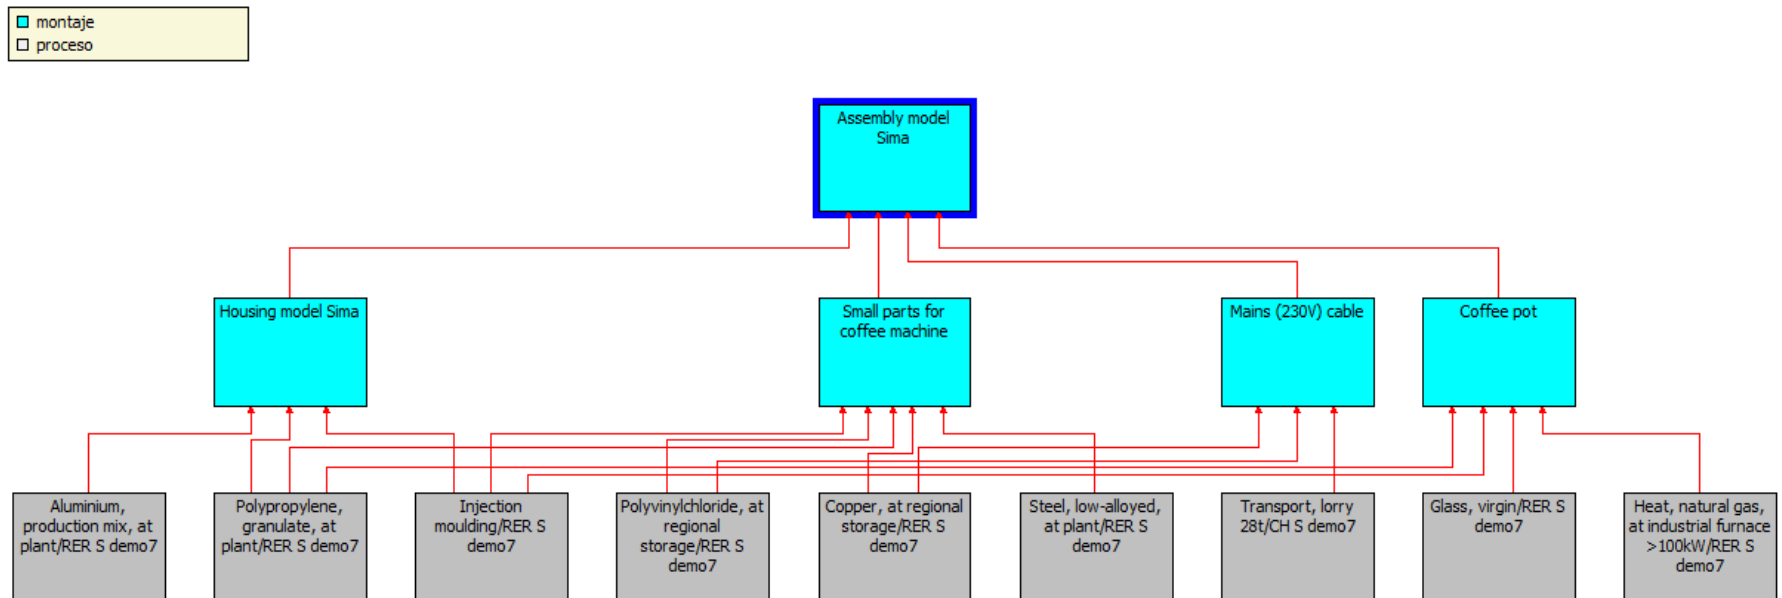 montaje
proceso
Assembly model
Sima
Housing model Sima
Small parts for
coffee machine
Mains (230V) cable
Coffee pot
Aluminium,
production mix, at
plant/RER S demo7
Polypropylene,
granulate, at
plant/RER S demo7
Injection
moulding/RER S
demo7
Polyvinylchloride, at
regional
storage/RER S
demo7
Copper, at regional
storage/RER S
demo7
Steel, low-alloyed,
at plant/RER S
demo7
Transport, lorry
28t/CH S demo7
Glass, virgin/RER S
demo7
Heat, natural gas,
at industrial furnace
>100kW/RER S
demo7